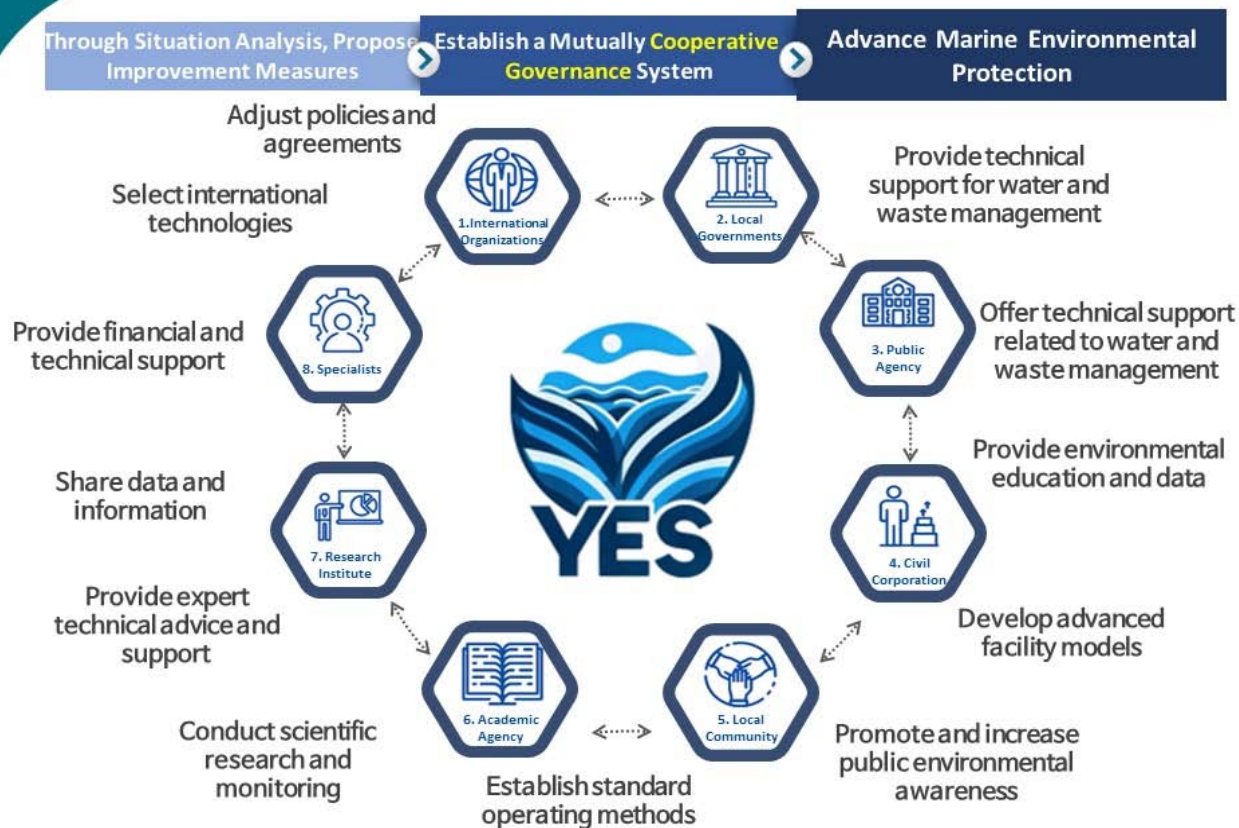 Through Situation Analysis, Propose
Improvement Measures
Establish a Mutually Cooperative
Governance System
Advance Marine Environmental
Protection
Adjust policies and
agreements
Select international
technologies
1.International
Organizations
2. Local
Governments
Provide technical
support for water and
waste management
Provide financial and
technical support
8. Specialists
3. Public
Agency
Offer technical support
related to water and
waste management
Share data and
information
7. Research
Institute
YES
Provide environmental
education and data
4. Civil
Corporation
Provide expert
technical advice and
support
Develop advanced
facility models
6. Academic
Agency
5. Local
Community
Conduct scientific
research and
monitoring
Establish standard
operating methods
Promote and increase
public environmental
awareness